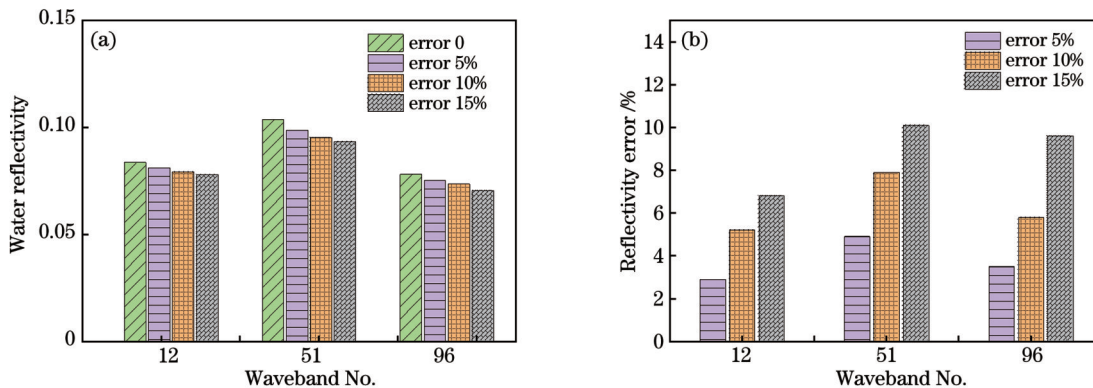 (a)
error 0
error 5%
error 10%
error 15%
0.15
0.10
0.05
0
Water reflectivity
12 51 96
Waveband No.
(b)
error 5%
error 10%
error 15%
14
12
10
8
6
4
2
0
Reflectivity error /%
12 51 96
Waveband No.